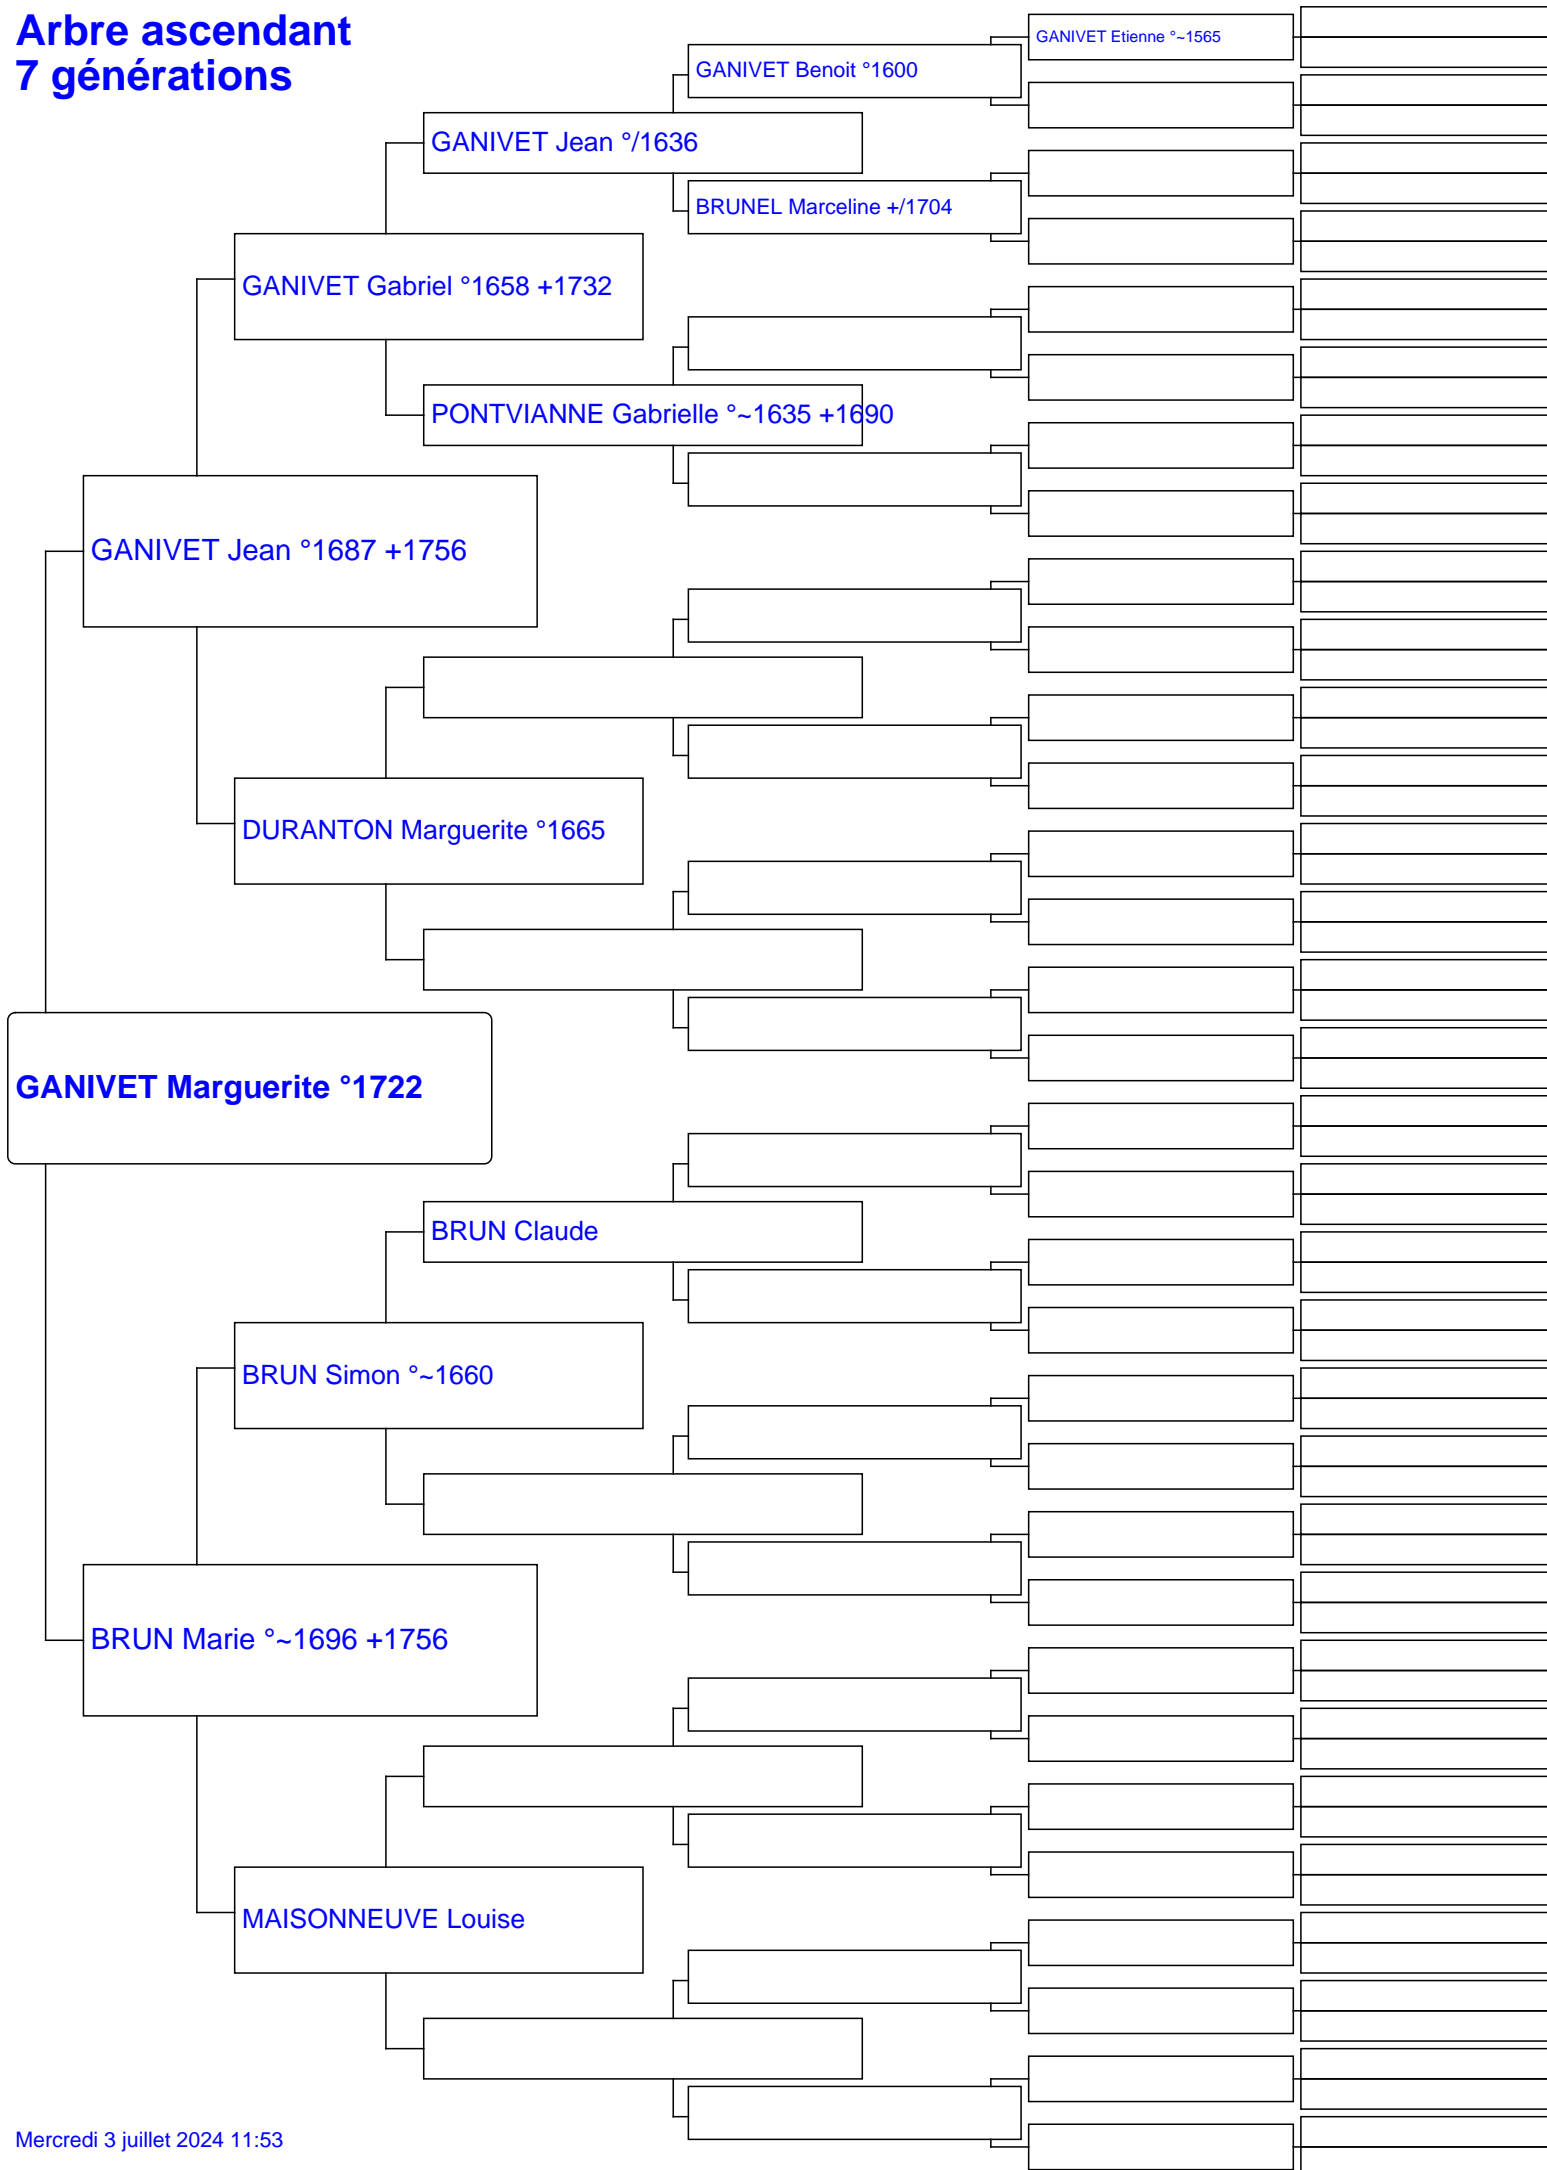 Arbre ascendant
7 générations
GANIVET Etienne °~1565
GANIVET Benoit °1600
GANIVET Jean °/1636
BRUNEL Marceline +/1704
GANIVET Gabriel °1658 +1732
PONTVIANNE Gabrielle °~1635 +1690
GANIVET Jean °1687 +1756
DURANTON Marguerite °1665
GANIVET Marguerite °1722
BRUN Claude
BRUN Simon °~1660
BRUN Marie °~1696 +1756
MAISONNEUVE Louise
Mercredi 3 juillet 2024 11:53